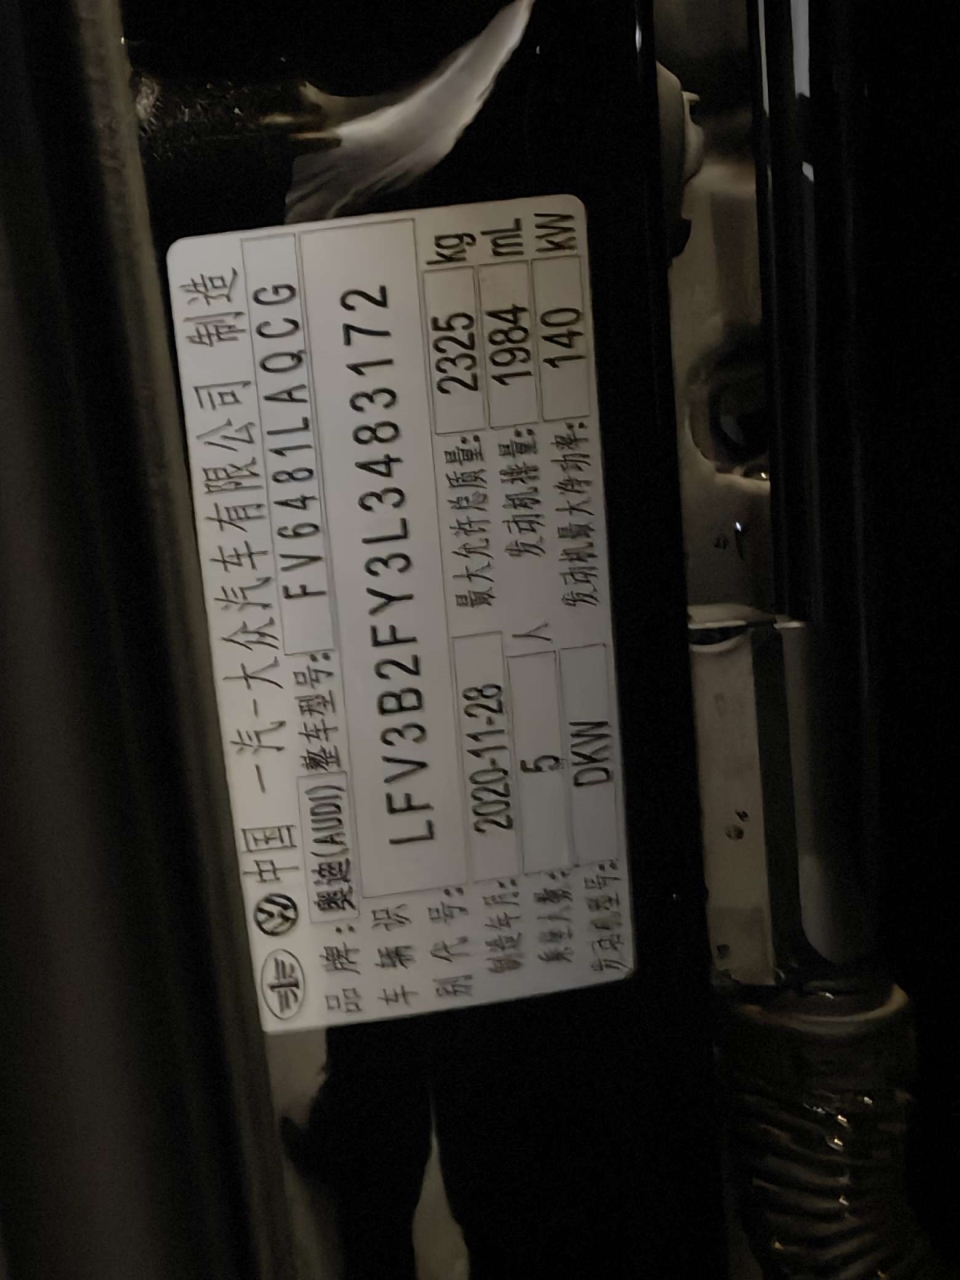 中国 一汽-大众汽车有限公司 制造
品牌: 奥迪(AUDI) 整车型号: FV6481LAQCG
车辆识别代号: LFV3B2FY3L3483172
制造年月: 2020-11-28 最大允许总质量: 2325 kg
乘坐人数: 5 人 发动机排量: 1984 mL
发动机型号: DKW 发动机最大净功率: 140 kW